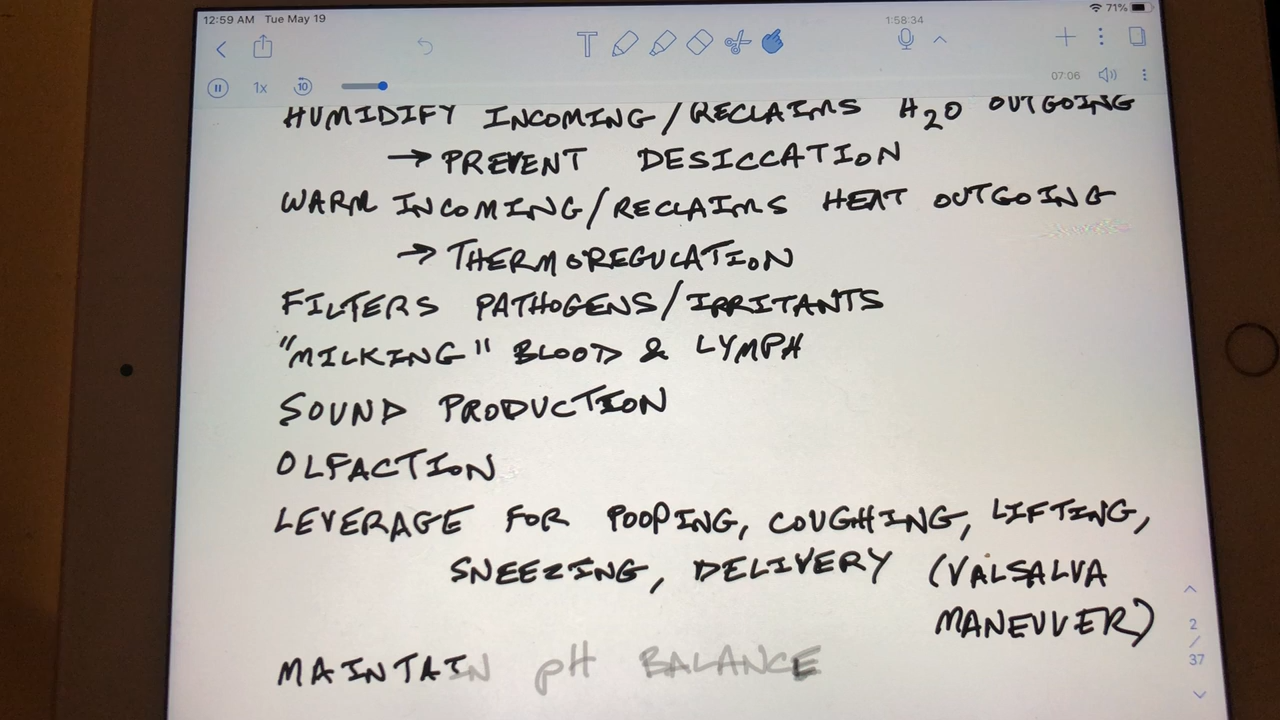 12:59 AM Tue May 19
71%
1:58:34
T
1x
10
07:06
HUMIDIFY INCOMING/RECLAIMS H2O OUTGOING
→ PREVENT DESICCATION
WARM INCOMING/RECLAIMS HEAT OUTGOING
→ THERMOREGULATION
FILTERS PATHOGENS/IRRITANTS
"MILKING" BLOOD & LYMPH
SOUND PRODUCTION
OLFACTION
LEVERAGE FOR POOPING, COUGHING, LIFTING,
SNEEZING, DELIVERY (VALSALVA
MANEUVER)
MAINTAIN pH BALANCE
2
/
37